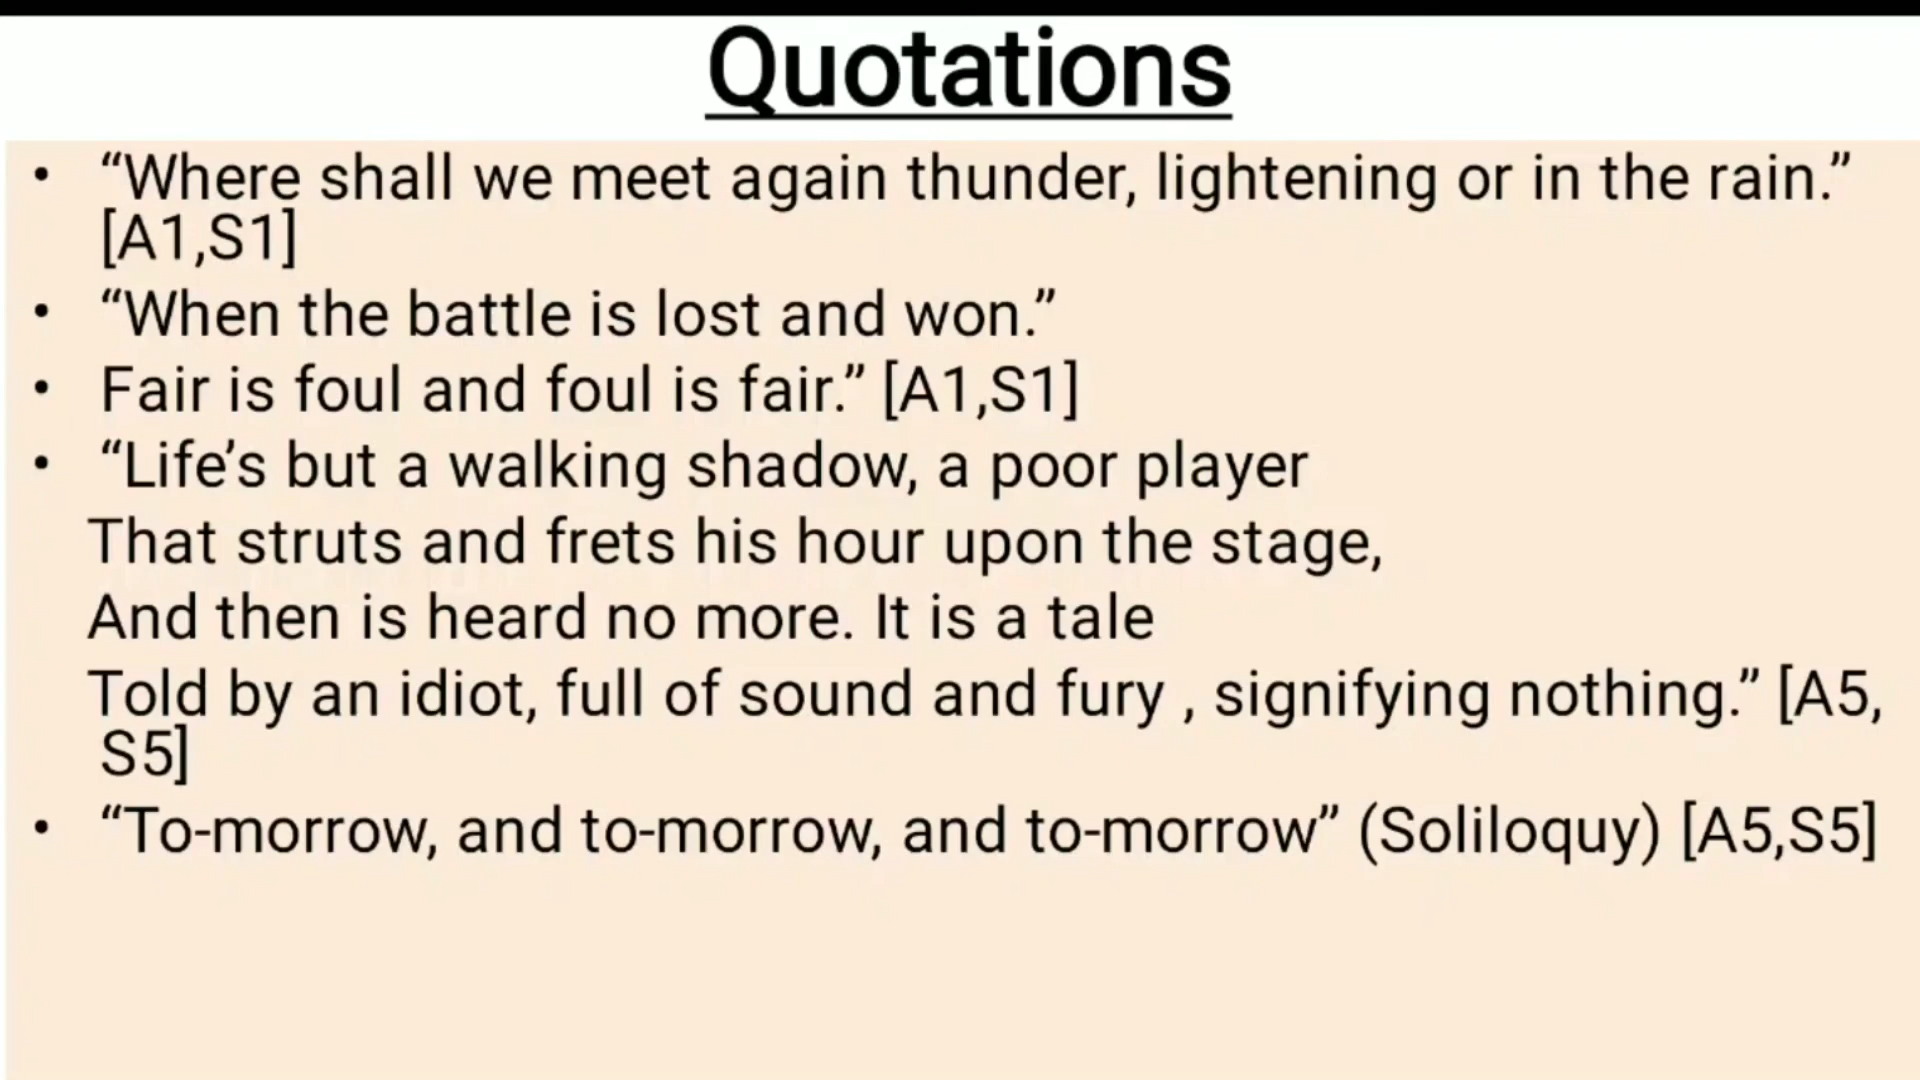 Quotations
• “Where shall we meet again thunder, lightening or in the rain.”
[A1,S1]
• “When the battle is lost and won.”
• Fair is foul and foul is fair.” [A1,S1]
• “Life’s but a walking shadow, a poor player
That struts and frets his hour upon the stage,
And then is heard no more. It is a tale
Told by an idiot, full of sound and fury , signifying nothing.” [A5,
S5]
• “To-morrow, and to-morrow, and to-morrow” (Soliloquy) [A5,S5]